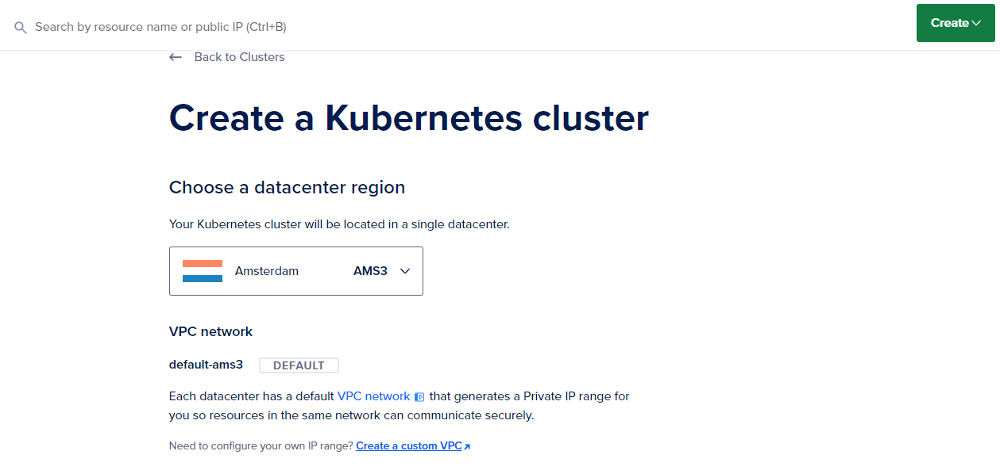 Search by resource name or public IP (Ctrl+B)
Create
Back to Clusters
Create a Kubernetes cluster
Choose a datacenter region
Your Kubernetes cluster will be located in a single datacenter.
Amsterdam AMS3
VPC network
default-ams3 DEFAULT
Each datacenter has a default VPC network that generates a Private IP range for
you so resources in the same network can communicate securely.
Need to configure your own IP range? Create a custom VPC